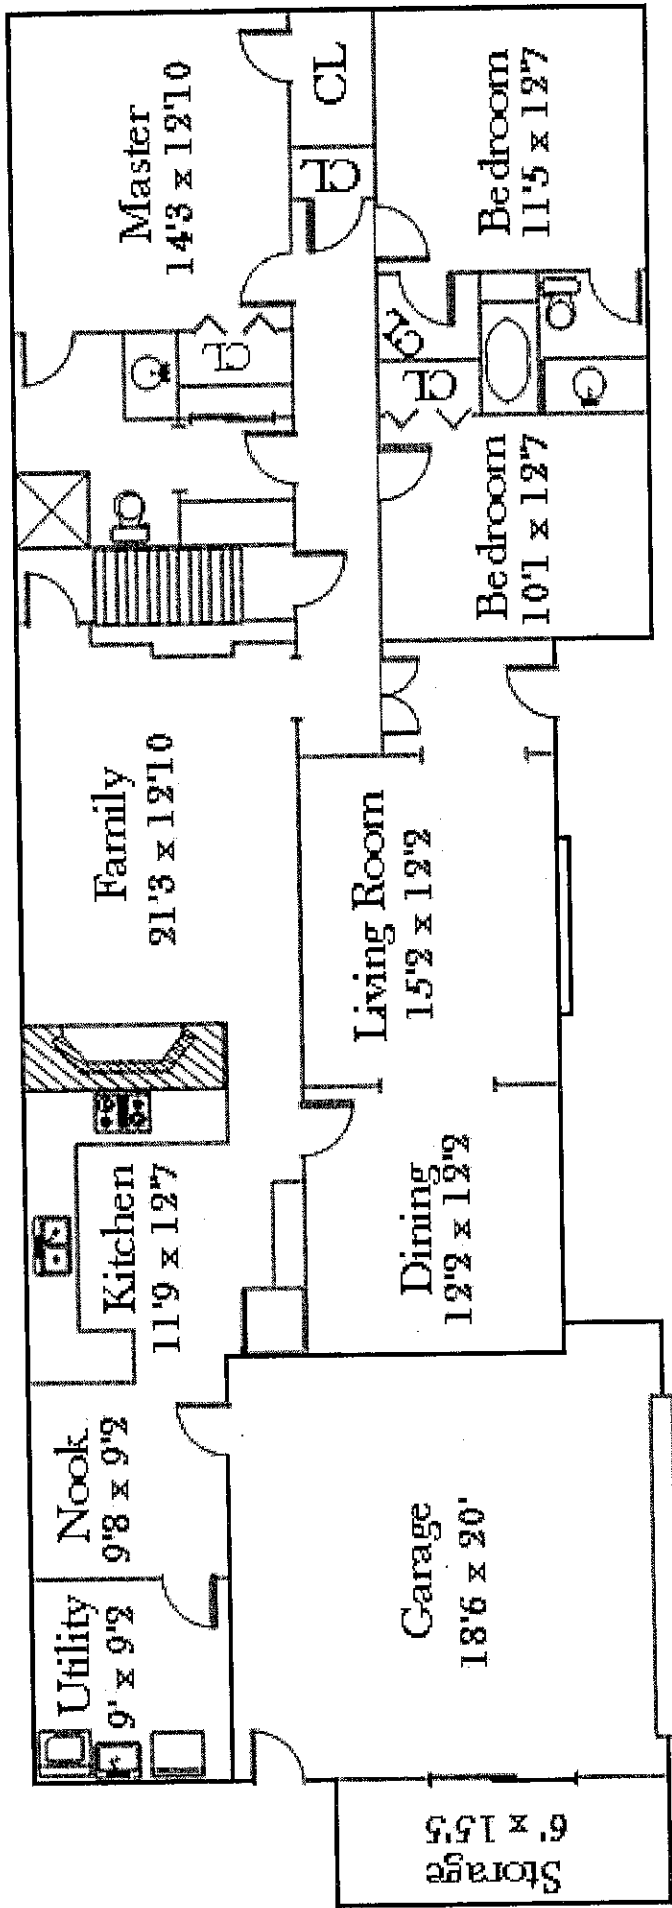 Utility
9' x 9'2
Nook
9'8 x 9'2
Kitchen
11'9 x 12'7
Family
21'3 x 12'10
Master
14'3 x 12'10
CL
CL
CL
CL
CL
Storage
6' x 15'5
Garage
18'6 x 20'
Dining
12'2 x 12'2
Living Room
15'2 x 12'2
Bedroom
10'1 x 12'7
Bedroom
11'5 x 12'7